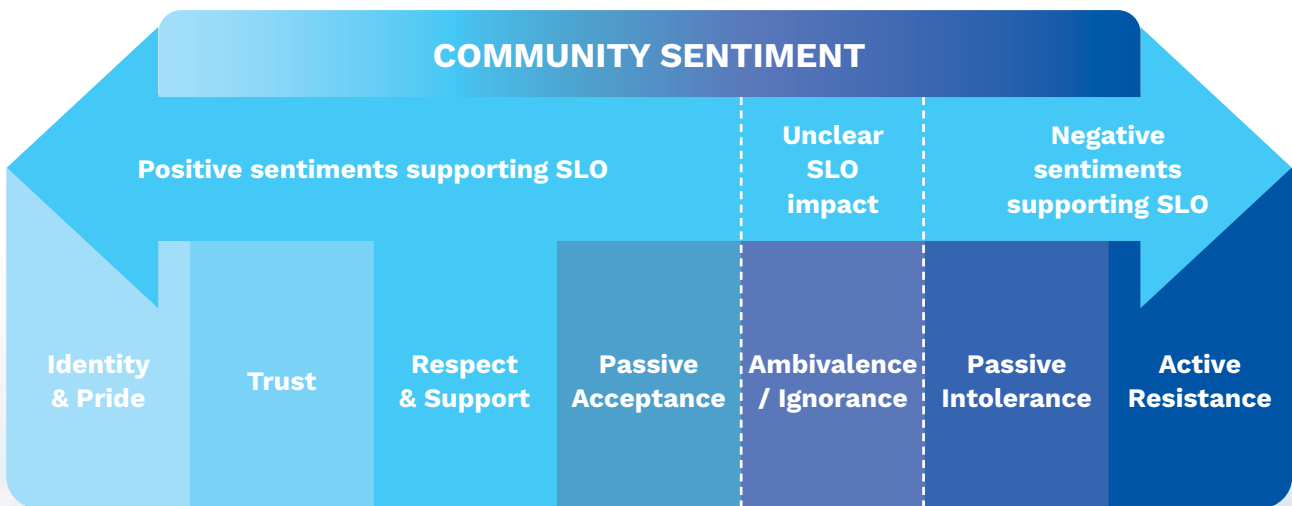 COMMUNITY SENTIMENT
Positive sentiments supporting SLO
Unclear
SLO
impact
Negative
sentiments
supporting SLO
Identity
& Pride
Trust
Respect
& Support
Passive
Acceptance
Ambivalence
/ Ignorance
Passive
Intolerance
Active
Resistance